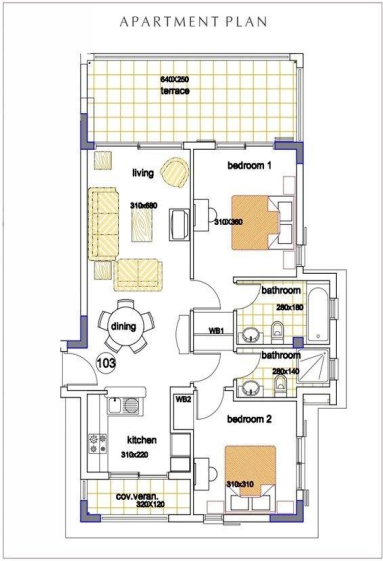 APARTMENT PLAN
640X250
terrace
living
bedroom 1
310x680
310X360
bathroom
280x180
dining
WB1
bathroom
103
280x140
WB2
bedroom 2
kitchen
310x220
310x310
cov.veran.
320X120